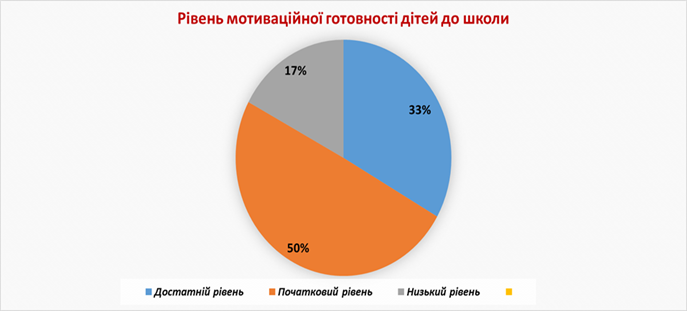 Рівень мотиваційної готовності дітей до школи
17%
33%
50%
Достатній рівень Початковий рівень Низький рівень